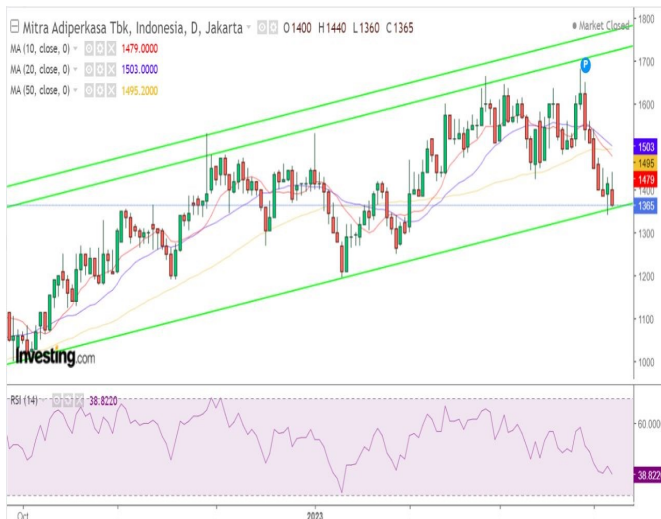 Mitra Adiperkasa Tbk, Indonesia, D, Jakarta O1400 H1440 L1360 C1365
Market Closed
MA (10, close, 0) 1479.0000
MA (20, close, 0) 1503.0000
MA (50, close, 0) 1495.2000
P
1800
1700
1600
1503
1495
1479
1400
1365
1300
1200
1100
1000
Investing.com
RSI (14) 38.8220
60.000
38.8220
Oct 2023